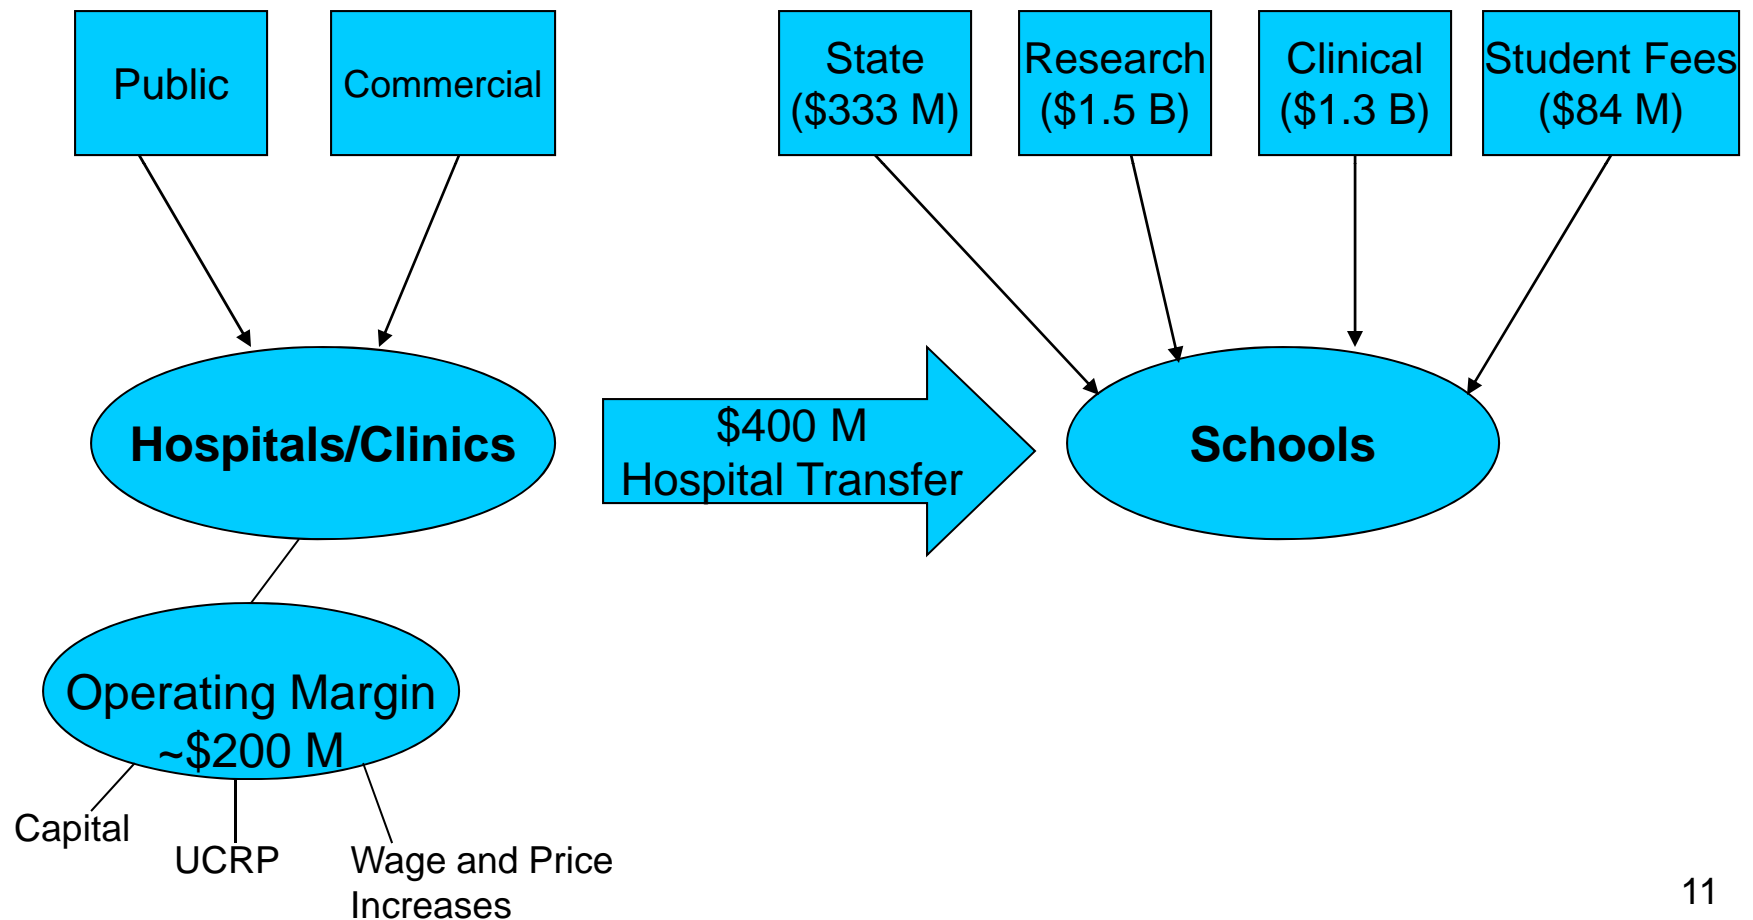 Public
Commercial
State
($333 M)
Research
($1.5 B)
Clinical
($1.3 B)
Student Fees
($84 M)
Hospitals/Clinics
$400 M
Hospital Transfer
Schools
Operating Margin
~$200 M
Capital
UCRP
Wage and Price
Increases
11